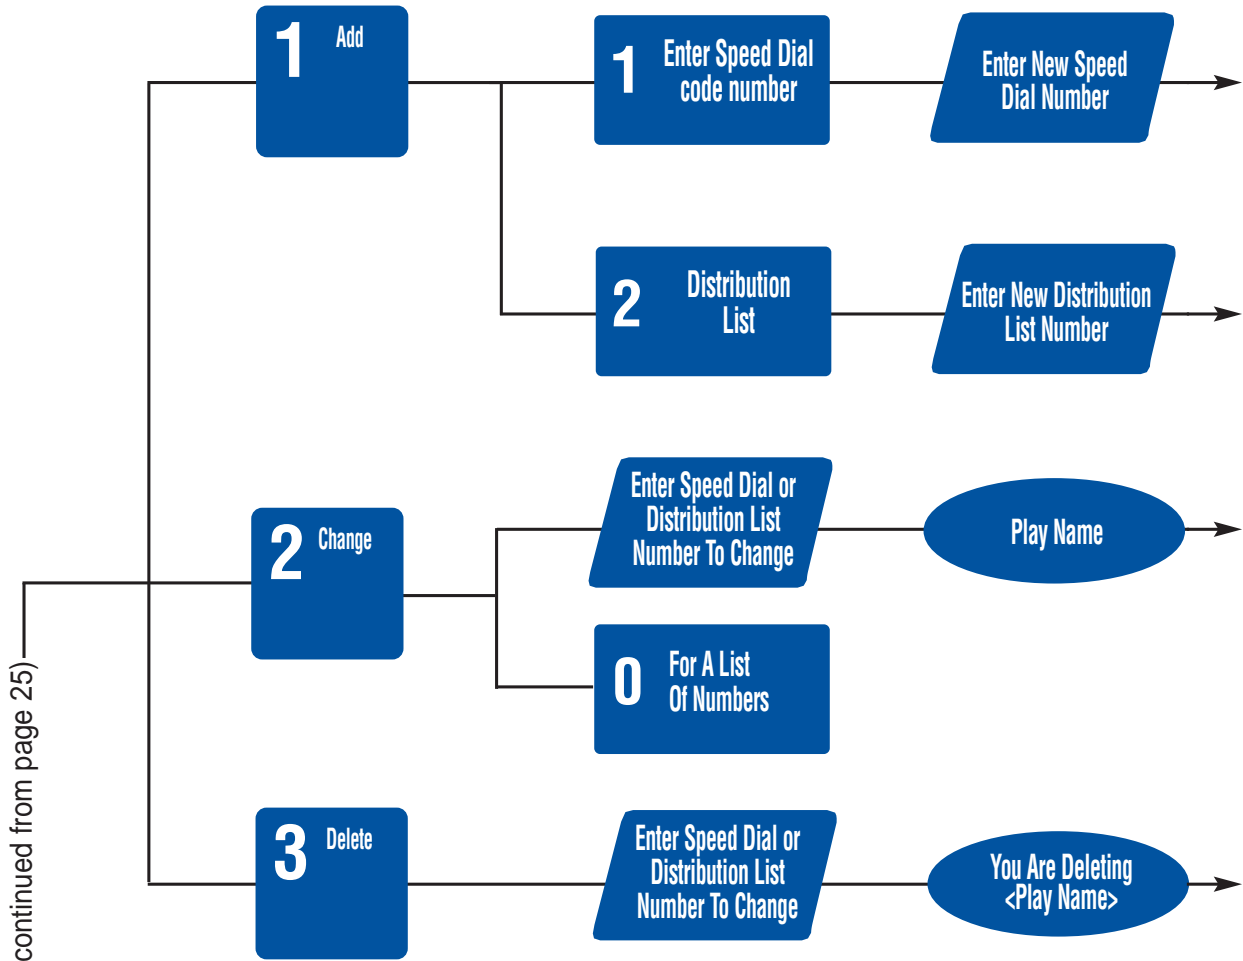 1 Add
1 Enter Speed Dial
code number
Enter New Speed
Dial Number
2 Distribution
List
Enter New Distribution
List Number
2 Change
Enter Speed Dial or
Distribution List
Number To Change
Play Name
0 For A List
Of Numbers
3 Delete
Enter Speed Dial or
Distribution List
Number To Change
You Are Deleting
<Play Name>
continued from page 25)